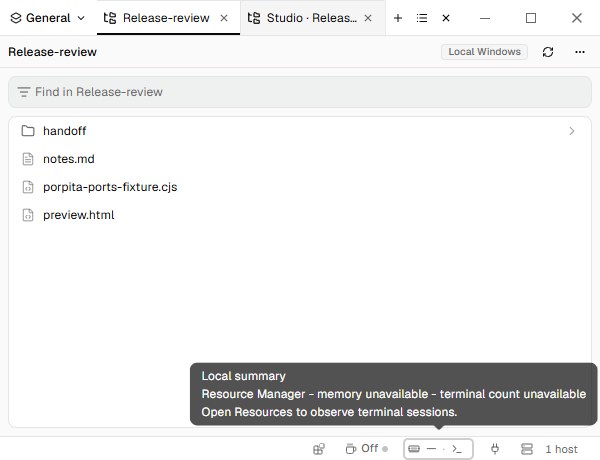 General
Release-review
Studio · Releas...
Release-review
Local Windows
Find in Release-review
handoff
notes.md
porpita-ports-fixture.cjs
preview.html
Local summary
Resource Manager - memory unavailable - terminal count unavailable
Open Resources to observe terminal sessions.
Off
— ·
1 host